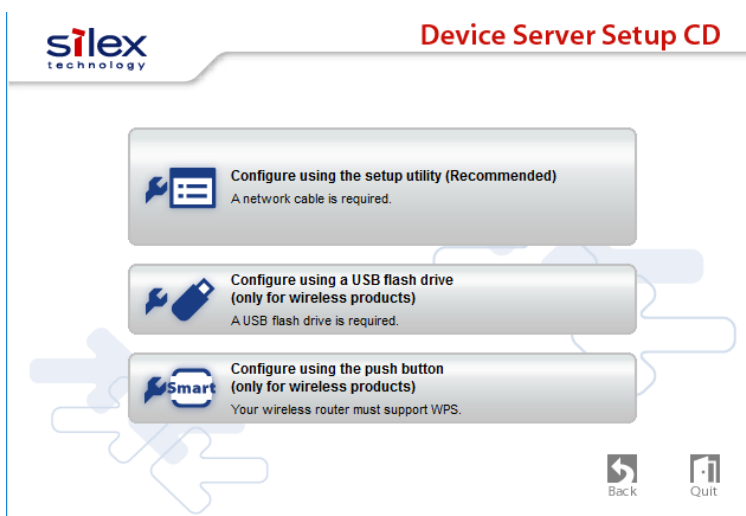 silex
technology
Device Server Setup CD
Configure using the setup utility (Recommended)
A network cable is required.
Configure using a USB flash drive
(only for wireless products)
A USB flash drive is required.
Smart
Configure using the push button
(only for wireless products)
Your wireless router must support WPS.
Back
Quit